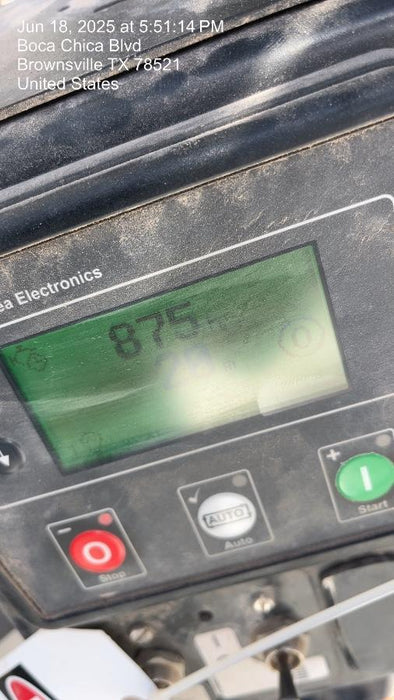 Jun 18, 2025 at 5:51:14 PM
Boca Chica Blvd
Brownsville TX 78521
United States
ea Electronics
875
+
-
I
O
AUTO
Start
Auto
Stop